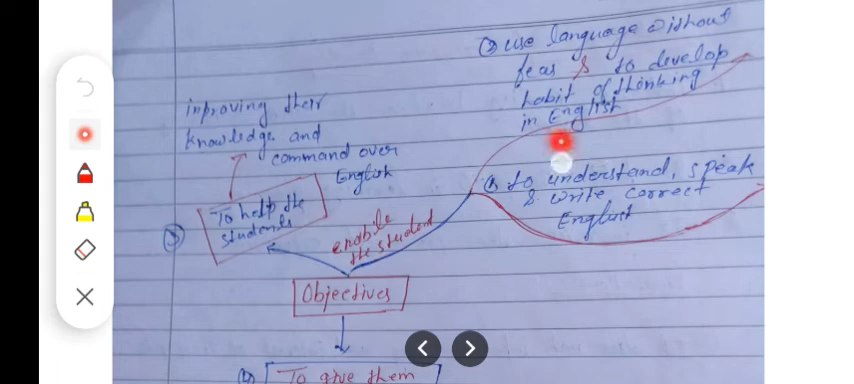 (2) use language without
fear & to develop
habit of thinking
in English
inproving their
knowledge and
command over
English
(1) to understand, speak
& write correct
English
To help the
students
enable
the student
(3)
Objectives
(b) To give them